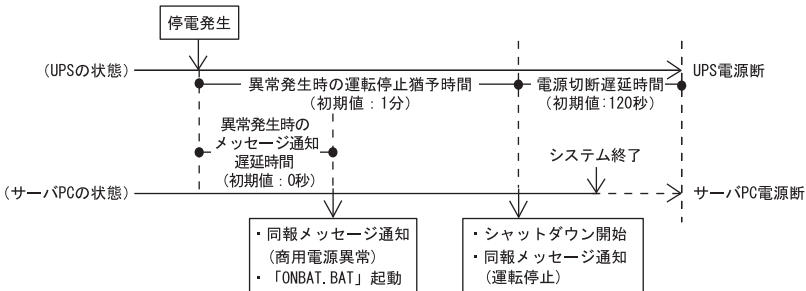 停電発生
(UPSの状態)
UPS電源断
異常発生時の運転停止猶予時間
(初期値：1分)
電源切断遅延時間
(初期値:120秒)
異常発生時の
メッセージ通知
遅延時間
(初期値：0秒)
システム終了
(サーバPCの状態)
サーバPC電源断
・同報メッセージ通知
(商用電源異常)
・「ONBAT.BAT」起動
・シャットダウン開始
・同報メッセージ通知
(運転停止)